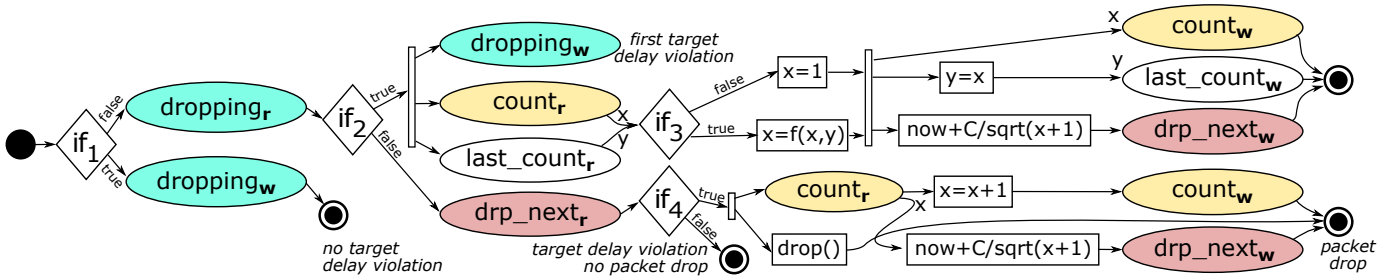 if1
false
true
droppingr
droppingw
no target
delay violation
if2
true
false
droppingw
first target
delay violation
countr
x
last_countr
y
drp_nextr
if3
false
true
x=1
x=f(x,y)
x
countw
y=x
y
last_countw
now+C/sqrt(x+1)
drp_nextw
if4
true
false
target delay violation
no packet drop
countr
x
x=x+1
countw
drop()
now+C/sqrt(x+1)
drp_nextw
packet
drop